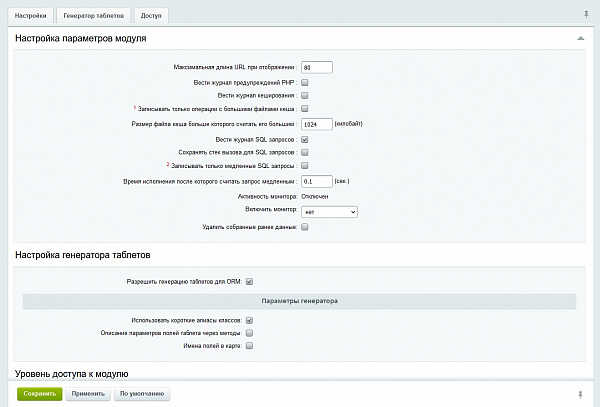 Настройки Генератор таблетов Доступ
Настройка параметров модуля
Максимальная длина URL при отображении : 80
Вести журнал предупреждений PHP :
Вести журнал кеширования :
1 Записывать только операции с большими файлами кеша :
Размер файла кеша больше которого считать его большим : 1024 (килобайт)
Вести журнал SQL запросов :
Сохранять стек вызова для SQL запросов :
2 Записывать только медленные SQL запросы :
Время исполнения после которого считать запрос медленным : 0.1 (сек.)
Активность монитора: Отключен
Включить монитор: нет
Удалить собранные ранее данные:
Настройка генератора таблетов
Разрешить генерацию таблетов для ORM:
Параметры генератора
Использовать короткие алиасы классов:
Описание параметров полей таблета через методы:
Имена полей в карте:
Уровень доступа к модулю
Сохранить Применить По умолчанию